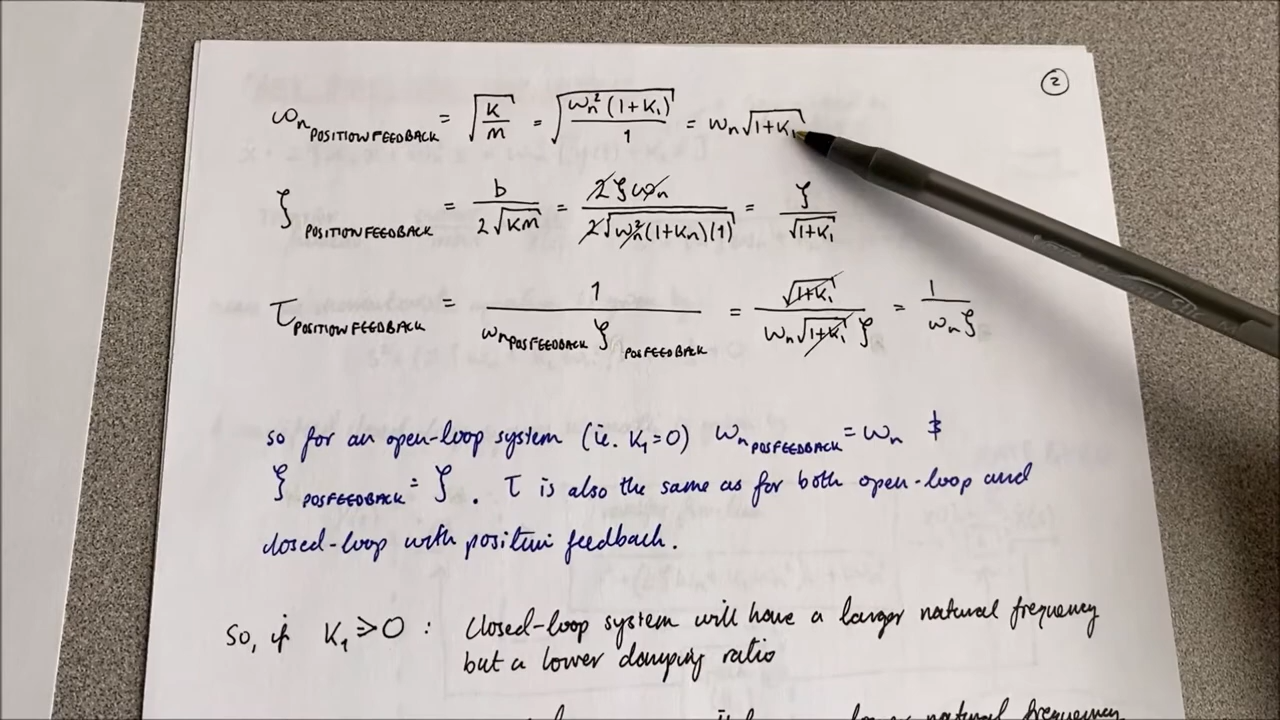 ②
ωₙ POSITION FEEDBACK = √(K/m) = √(ωₙ²(1+K₁)/1) = ωₙ√(1+K₁)
ζ POSITION FEEDBACK = b/(2√(Km)) = 2ζωₙ/(2√(ωₙ²(1+Kₙ)(1))) = ζ/√(1+K₁)
τ POSITION FEEDBACK = 1/(ωₙ POSFEEDBACK ζ POSFEEDBACK) = √(1+K₁)/(ωₙ√(1+K₁) ζ) = 1/(ωₙζ)
so for an open-loop system (ie. K₁=0) ωₙ POSFEEDBACK = ωₙ &
ζ POSFEEDBACK = ζ. τ is also the same as for both open-loop and
closed-loop with position feedback.
So, if K₁ ≥ 0 : closed-loop system will have a larger natural frequency
but a lower damping ratio
natural frequency